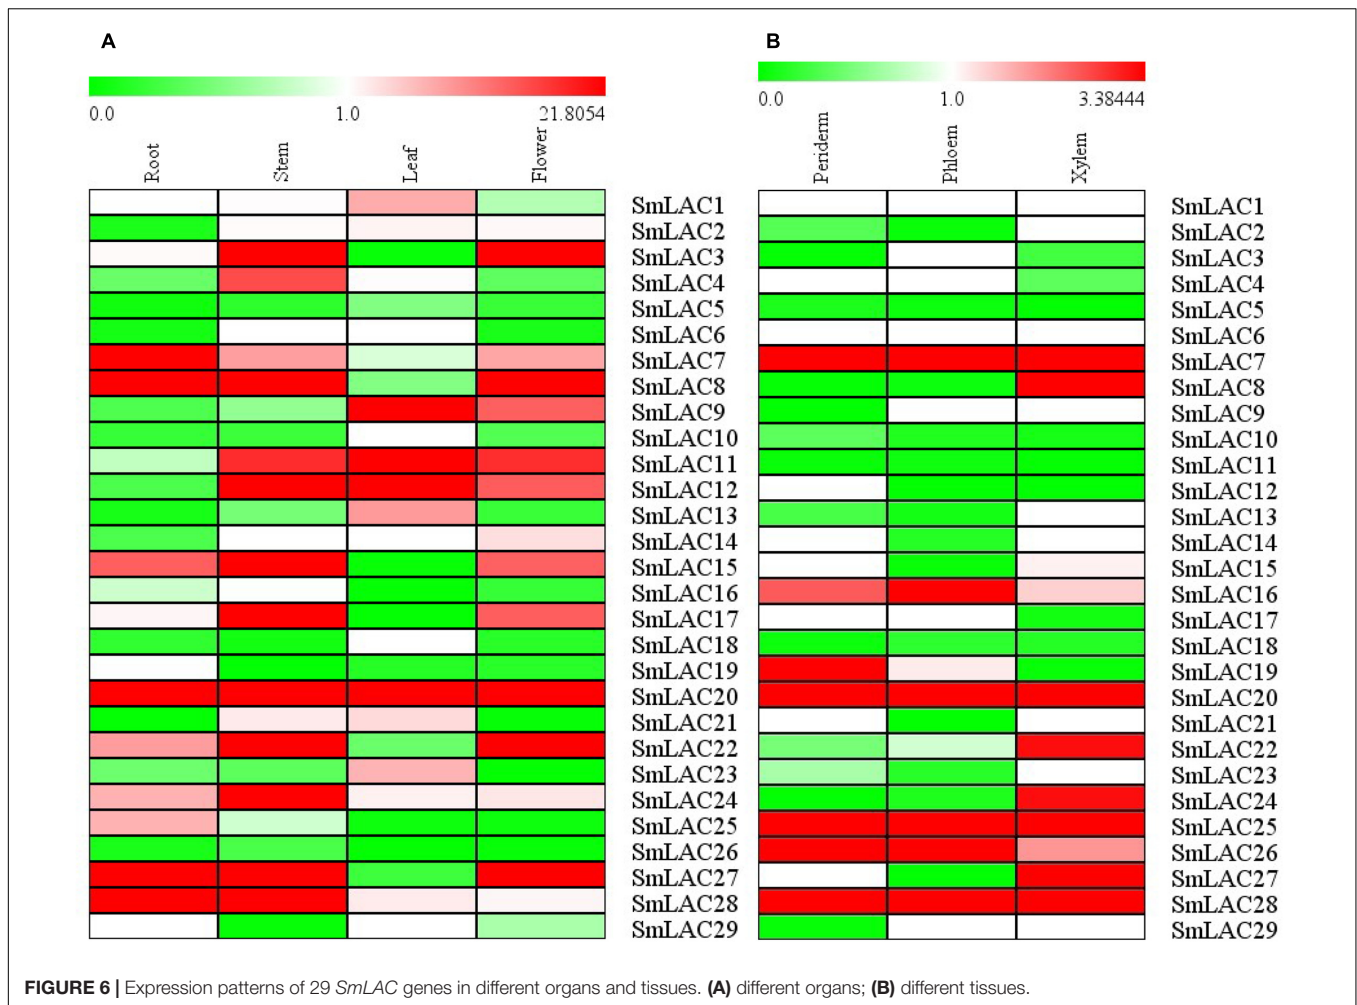 A
0.0 1.0 21.8054
Root Stem Leaf Flower
SmLAC1
SmLAC2
SmLAC3
SmLAC4
SmLAC5
SmLAC6
SmLAC7
SmLAC8
SmLAC9
SmLAC10
SmLAC11
SmLAC12
SmLAC13
SmLAC14
SmLAC15
SmLAC16
SmLAC17
SmLAC18
SmLAC19
SmLAC20
SmLAC21
SmLAC22
SmLAC23
SmLAC24
SmLAC25
SmLAC26
SmLAC27
SmLAC28
SmLAC29
B
0.0 1.0 3.38444
Periderm Phloem Xylem
SmLAC1
SmLAC2
SmLAC3
SmLAC4
SmLAC5
SmLAC6
SmLAC7
SmLAC8
SmLAC9
SmLAC10
SmLAC11
SmLAC12
SmLAC13
SmLAC14
SmLAC15
SmLAC16
SmLAC17
SmLAC18
SmLAC19
SmLAC20
SmLAC21
SmLAC22
SmLAC23
SmLAC24
SmLAC25
SmLAC26
SmLAC27
SmLAC28
SmLAC29
FIGURE 6 | Expression patterns of 29 SmLAC genes in different organs and tissues. (A) different organs; (B) different tissues.